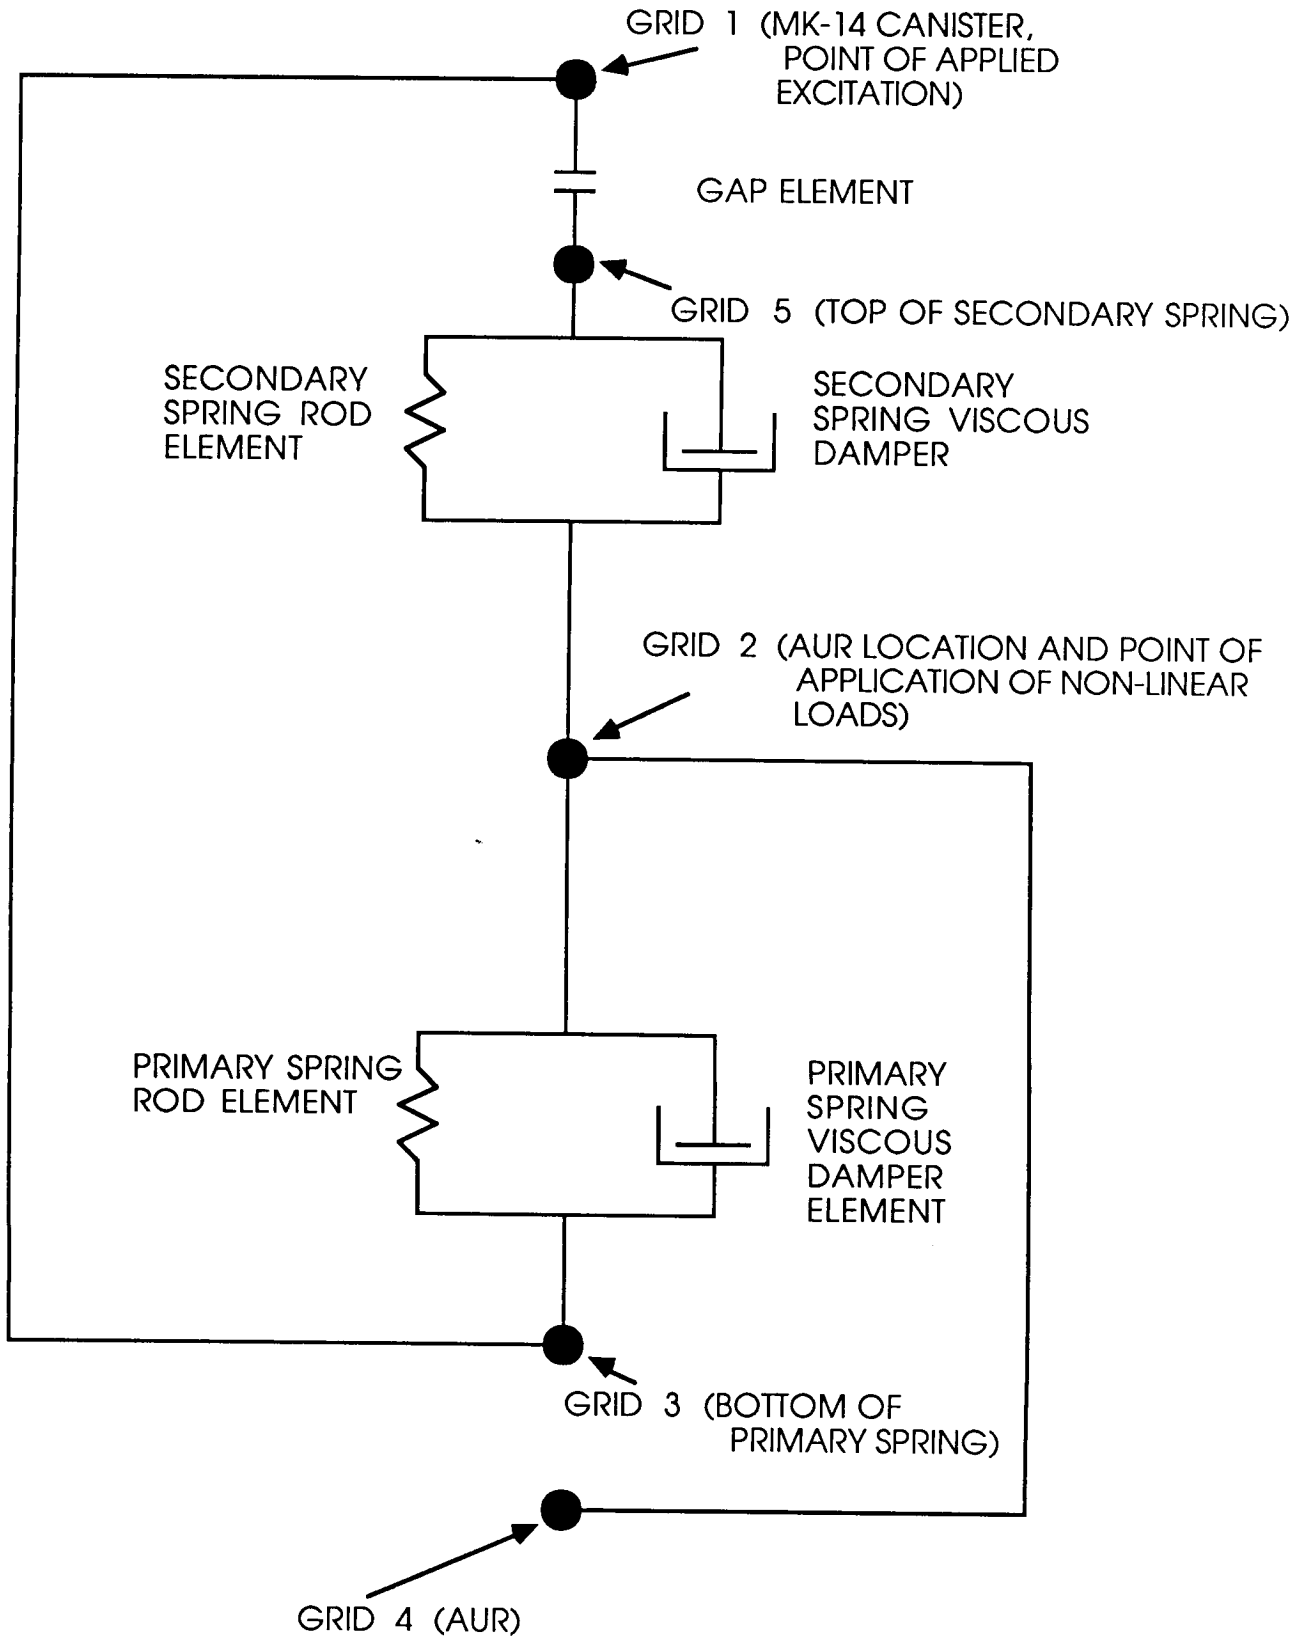 GRID 1 (MK-14 CANISTER,
POINT OF APPLIED
EXCITATION)
GAP ELEMENT
GRID 5 (TOP OF SECONDARY SPRING)
SECONDARY
SPRING ROD
ELEMENT
SECONDARY
SPRING VISCOUS
DAMPER
GRID 2 (AUR LOCATION AND POINT OF
APPLICATION OF NON-LINEAR
LOADS)
PRIMARY SPRING
ROD ELEMENT
PRIMARY
SPRING
VISCOUS
DAMPER
ELEMENT
GRID 3 (BOTTOM OF
PRIMARY SPRING)
GRID 4 (AUR)